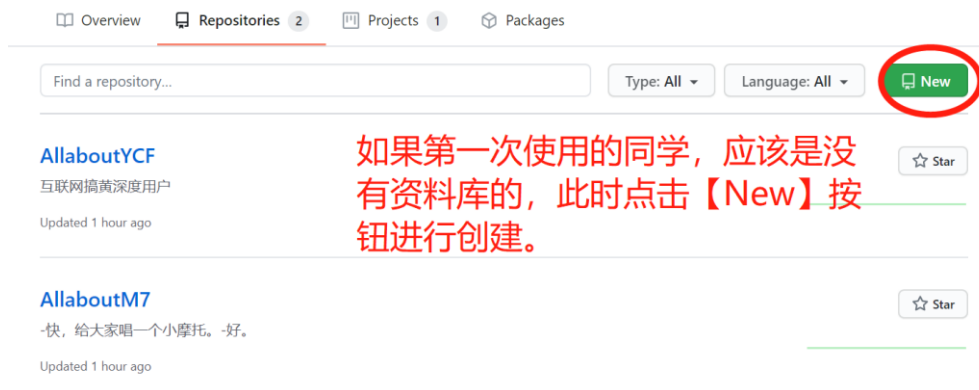 Overview Repositories 2 Projects 1 Packages
Find a repository... Type: All Language: All New
AllaboutYCF
互联网搞黄深度用户
Updated 1 hour ago
Star
如果第一次使用的同学，应该是没
有资料库的，此时点击【New】按
钮进行创建。
AllaboutM7
-快，给大家唱一个小摩托。-好。
Updated 1 hour ago
Star